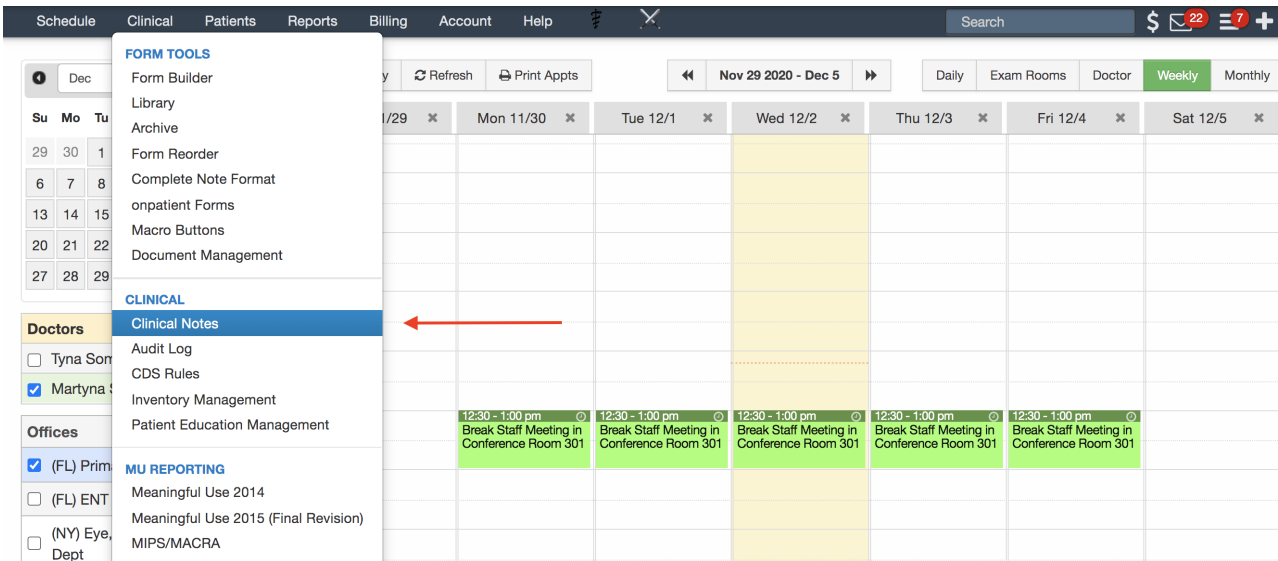 Schedule Clinical Patients Reports Billing Account Help Search $ 22 7
FORM TOOLS
Form Builder
Library
Archive
Form Reorder
Complete Note Format
onpatient Forms
Macro Buttons
Document Management
CLINICAL
Clinical Notes
Audit Log
CDS Rules
Inventory Management
Patient Education Management
MU REPORTING
Meaningful Use 2014
Meaningful Use 2015 (Final Revision)
MIPS/MACRA
Dec
Su Mo Tu
29 30 1
6 7 8
13 14 15
20 21 22
27 28 29
Doctors
Tyna Som
Martyna S
Offices
(FL) Prima
(FL) ENT
(NY) Eye,
Dept
y Refresh Print Appts Nov 29 2020 - Dec 5 Daily Exam Rooms Doctor Weekly Monthly
/29 Mon 11/30 Tue 12/1 Wed 12/2 Thu 12/3 Fri 12/4 Sat 12/5
12:30 - 1:00 pm 12:30 - 1:00 pm 12:30 - 1:00 pm 12:30 - 1:00 pm 12:30 - 1:00 pm
Break Staff Meeting in Break Staff Meeting in Break Staff Meeting in Break Staff Meeting in Break Staff Meeting in
Conference Room 301 Conference Room 301 Conference Room 301 Conference Room 301 Conference Room 301